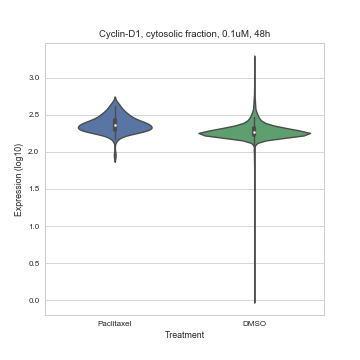 Cyclin-D1, cytosolic fraction, 0.1uM, 48h
3.0
2.5
2.0
1.5
1.0
0.5
0.0
Expression (log10)
Paclitaxel
DMSO
Treatment